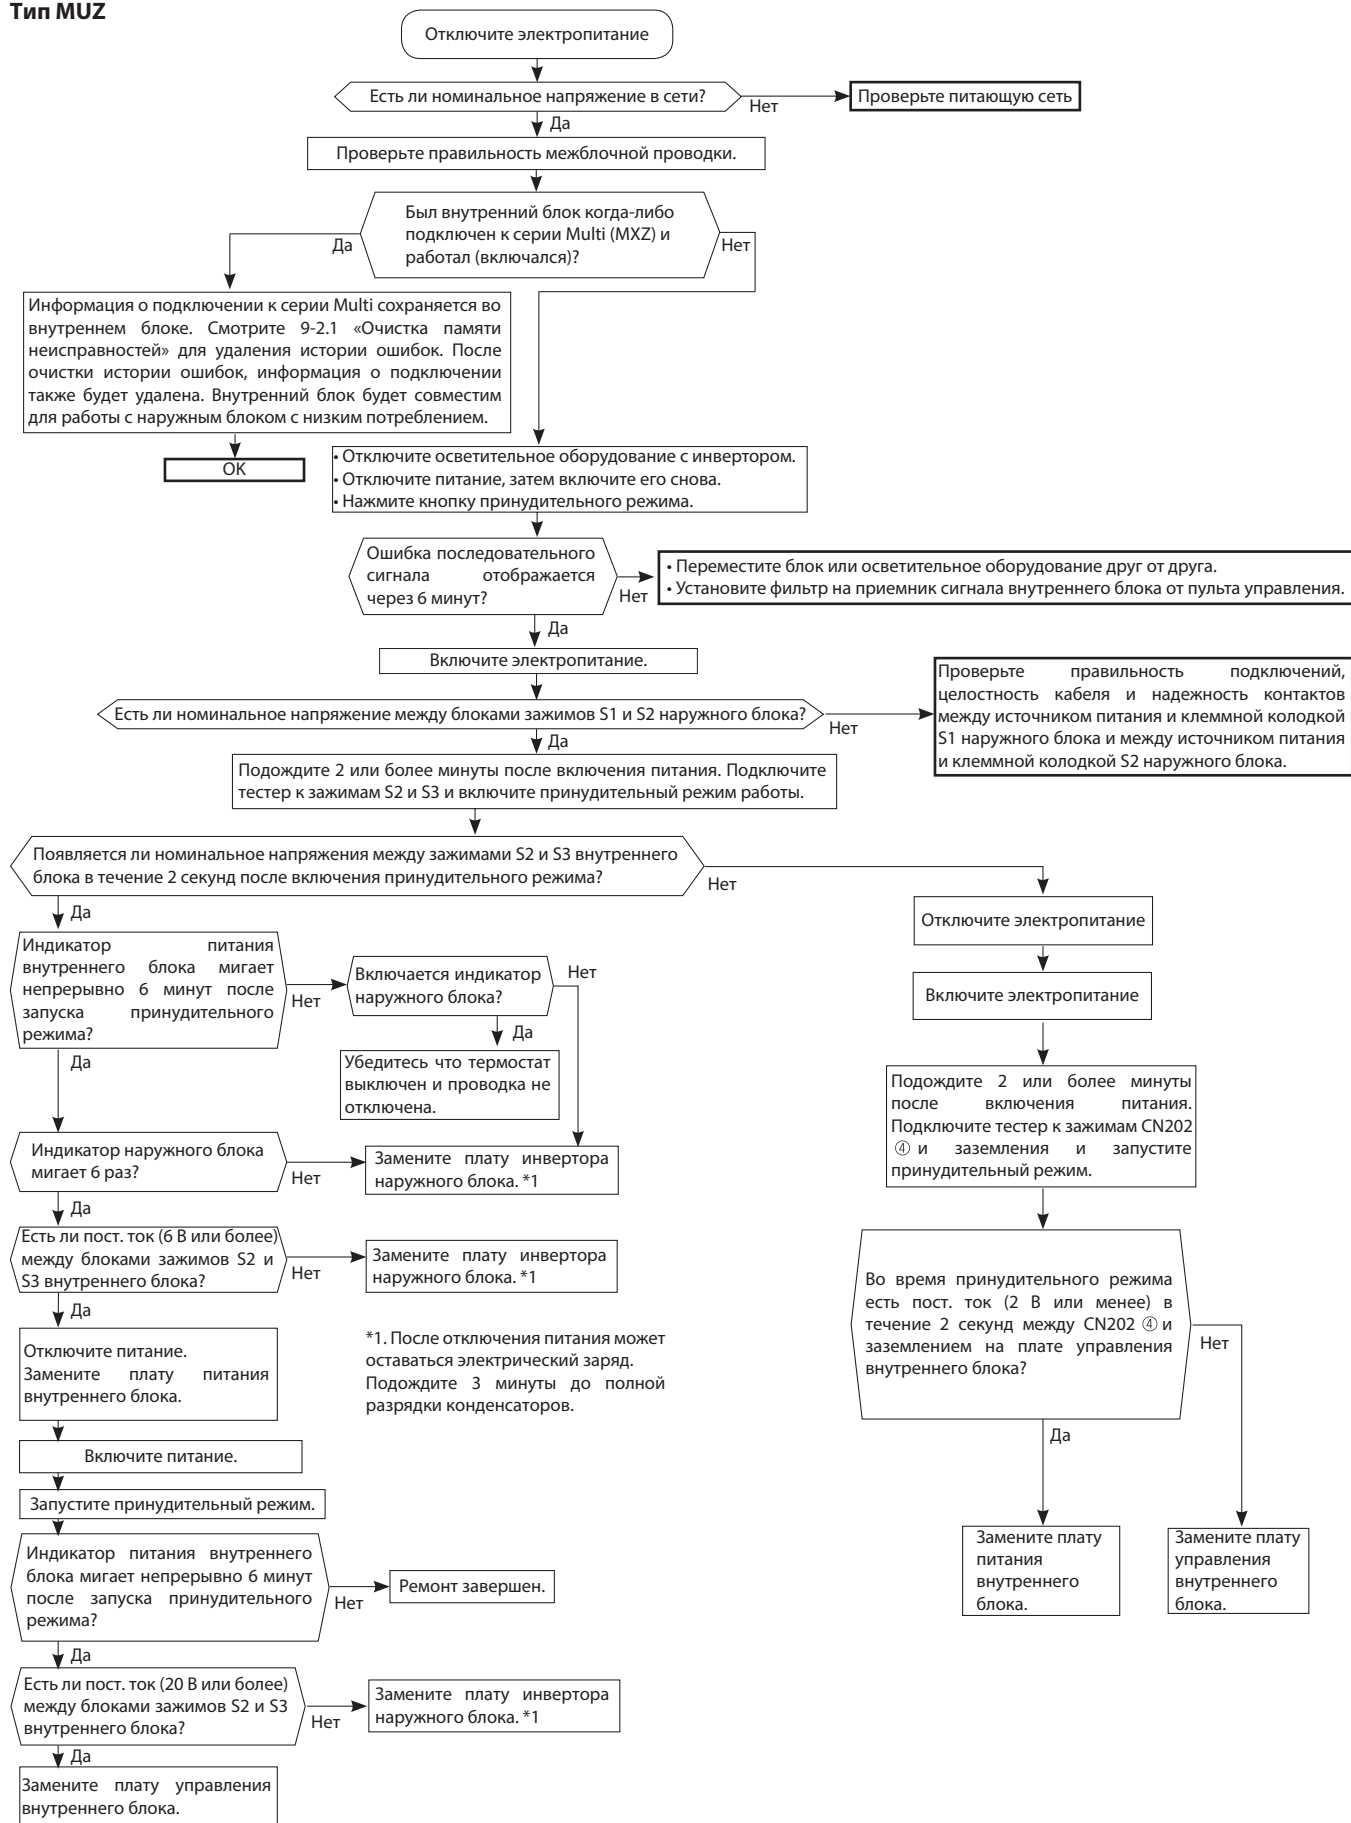 Тип MUZ
Отключите электропитание
Есть ли номинальное напряжение в сети?
Нет
Проверьте питающую сеть
Да
Проверьте правильность межблочной проводки.
Был внутренний блок когда-либо
подключен к серии Multi (MXZ) и
работал (включался)?
Да
Нет
Информация о подключении к серии Multi сохраняется во
внутреннем блоке. Смотрите 9-2.1 «Очистка памяти
неисправностей» для удаления истории ошибок. После
очистки истории ошибок, информация о подключении
также будет удалена. Внутренний блок будет совместим
для работы с наружным блоком с низким потреблением.
OK
• Отключите осветительное оборудование с инвертором.
• Отключите питание, затем включите его снова.
• Нажмите кнопку принудительного режима.
Ошибка последовательного
сигнала отображается
через 6 минут?
Нет
• Переместите блок или осветительное оборудование друг от друга.
• Установите фильтр на приемник сигнала внутреннего блока от пульта управления.
Да
Включите электропитание.
Есть ли номинальное напряжение между блоками зажимов S1 и S2 наружного блока?
Нет
Проверьте правильность подключений,
целостность кабеля и надежность контактов
между источником питания и клеммной колодкой
S1 наружного блока и между источником питания
и клеммной колодкой S2 наружного блока.
Да
Подождите 2 или более минуты после включения питания. Подключите
тестер к зажимам S2 и S3 и включите принудительный режим работы.
Появляется ли номинальное напряжения между зажимами S2 и S3 внутреннего
блока в течение 2 секунд после включения принудительного режима?
Нет
Да
Индикатор питания
внутреннего блока мигает
непрерывно 6 минут после
запуска принудительного
режима?
Нет
Включается индикатор
наружного блока?
Нет
Да
Убедитесь что термостат
выключен и проводка не
отключена.
Да
Индикатор наружного блока
мигает 6 раз?
Нет
Замените плату инвертора
наружного блока. *1
Да
Есть ли пост. ток (6 В или более)
между блоками зажимов S2 и
S3 внутреннего блока?
Нет
Замените плату инвертора
наружного блока. *1
Да
Отключите питание.
Замените плату питания
внутреннего блока.
*1. После отключения питания может
оставаться электрический заряд.
Подождите 3 минуты до полной
разрядки конденсаторов.
Включите питание.
Запустите принудительный режим.
Индикатор питания внутреннего
блока мигает непрерывно 6 минут
после запуска принудительного
режима?
Нет
Ремонт завершен.
Да
Есть ли пост. ток (20 В или более)
между блоками зажимов S2 и S3
внутреннего блока?
Нет
Замените плату инвертора
наружного блока. *1
Да
Замените плату управления
внутреннего блока.
Отключите электропитание
Включите электропитание
Подождите 2 или более минуты
после включения питания.
Подключите тестер к зажимам CN202
④ и заземления и запустите
принудительный режим.
Во время принудительного режима
есть пост. ток (2 В или менее) в
течение 2 секунд между CN202 ④ и
заземлением на плате управления
внутреннего блока?
Нет
Да
Замените плату
питания
внутреннего
блока.
Замените плату
управления
внутреннего
блока.